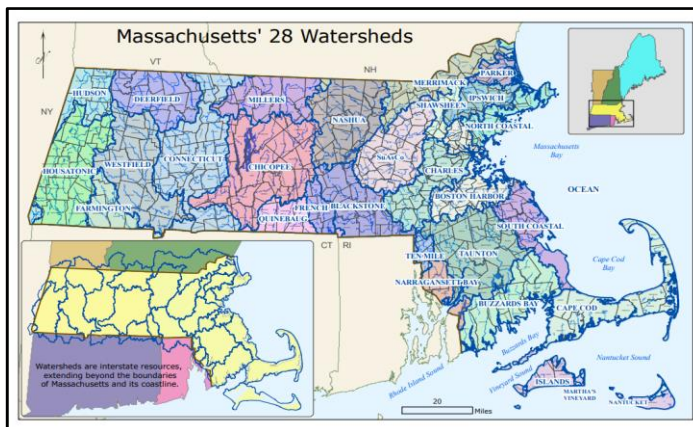 Massachusetts' 28 Watersheds
VT
NH
NY
HUDSON
DEERFIELD
MILLERS
NASHUA
MERRIMACK
PARKER
SHAWSHEEN
IPSWICH
NORTH COASTAL
HOUSATONIC
WESTFIELD
CONNECTICUT
CHICOPEE
SuAsCo
CHARLES
BOSTON HARBOR
Massachusetts
Bay
OCEAN
FARMINGTON
QUINEBAUG
FRENCH
BLACKSTONE
SOUTH COASTAL
CT
RI
TEN MILE
TAUNTON
NARRAGANSETT BAY
BUZZARDS BAY
Cape Cod
Bay
CAPE COD
Buzzards Bay
Vineyard Sound
Nantucket Sound
Rhode Island Sound
ISLANDS
MARTHA'S
VINEYARD
NANTUCKET
20
Miles
Watersheds are interstate resources,
extending beyond the boundaries
of Massachusetts and its coastline.